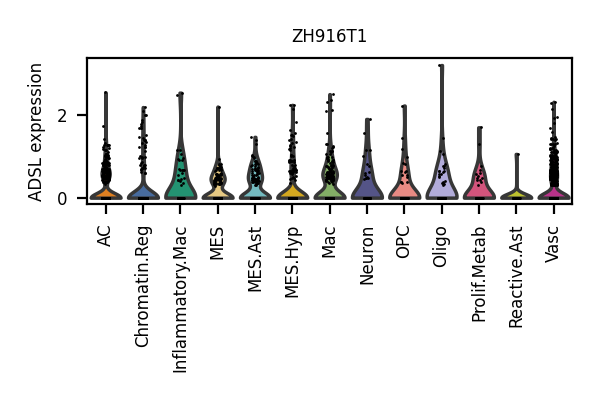 ZH916T1
ADSL expression
2
0
AC
Chromatin.Reg
Inflammatory.Mac
MES
MES.Ast
MES.Hyp
Mac
Neuron
OPC
Oligo
Prolif.Metab
Reactive.Ast
Vasc